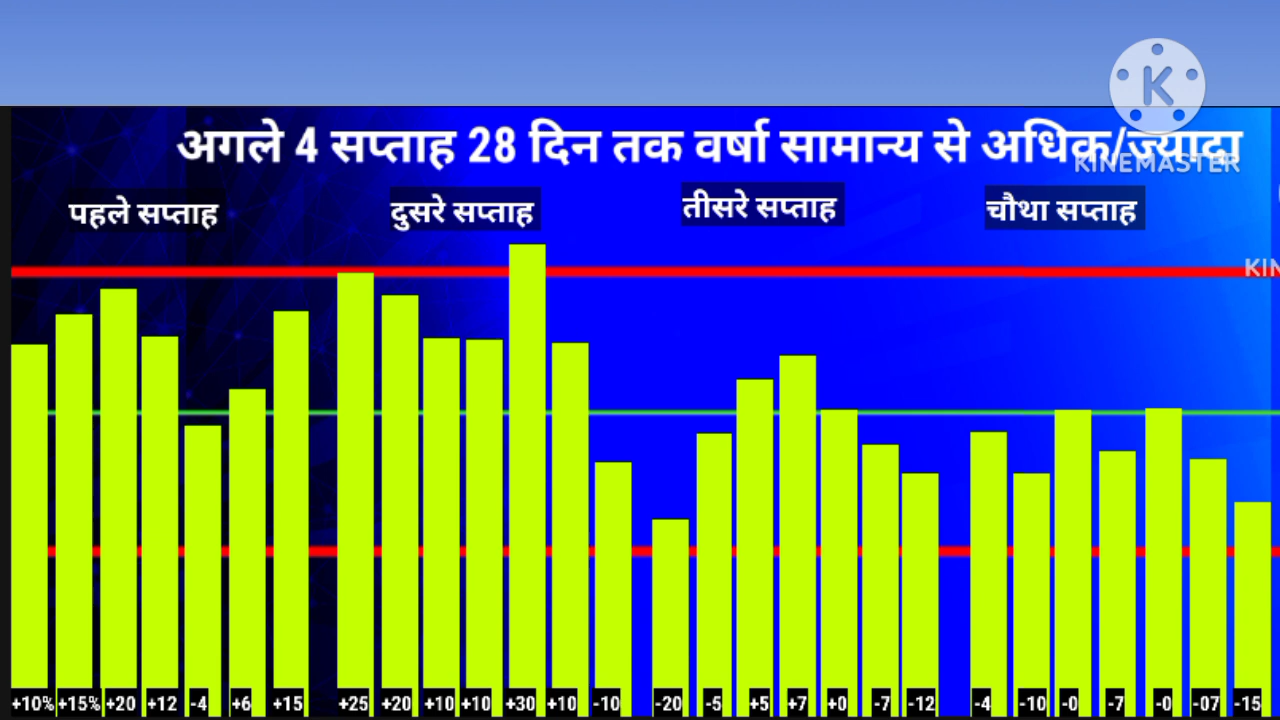 अगले 4 सप्ताह 28 दिन तक वर्षा सामान्य से अधिक/ज्यादा
KINEMASTER
पहले सप्ताह दुसरे सप्ताह तीसरे सप्ताह चौथा सप्ताह
KIN
+10% +15% +20 +12 -4 +6 +15 +25 +20 +10 +10 +30 +10 -10 -20 -5 +5 +7 +0 -7 -12 -4 -10 -0 -7 -0 -07 -15